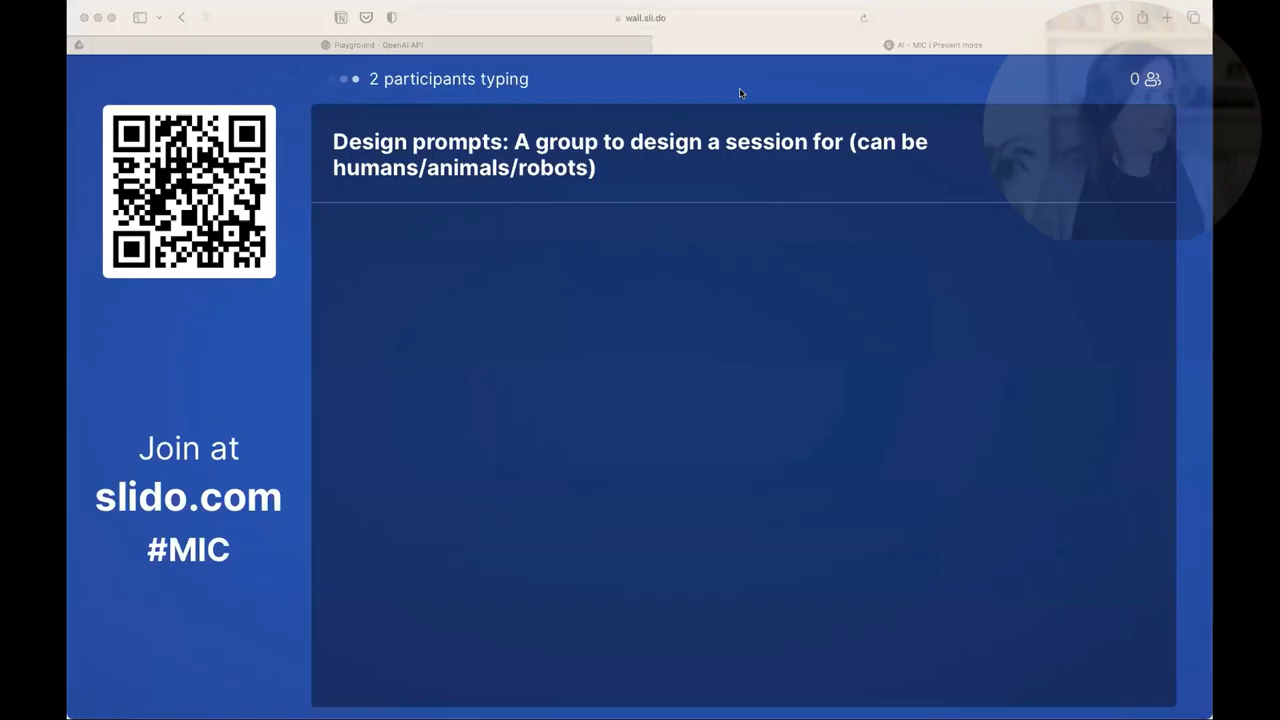 wall.sli.do
Playground - OpenAI API
AI - MIC | Present mode
2 participants typing
0
Design prompts: A group to design a session for (can be
humans/animals/robots)
Join at
slido.com
#MIC